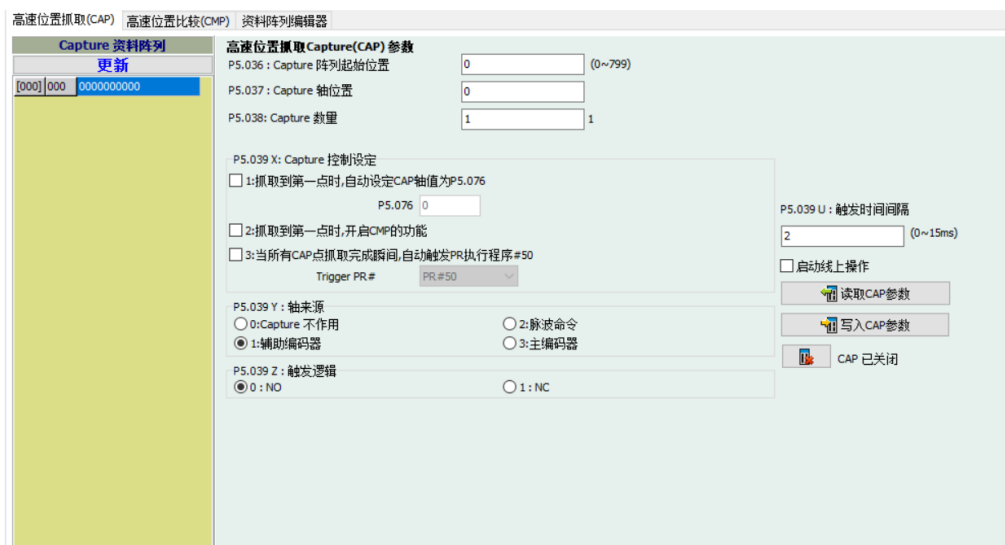 高速位置抓取(CAP) 高速位置比较(CMP) 资料阵列编辑器
Capture 资料阵列
更新
[000] 000 0000000000
高速位置抓取Capture(CAP) 参数
P5.036 : Capture 阵列起始位置 0 (0~799)
P5.037 : Capture 轴位置 0
P5.038: Capture 数量 1 1
P5.039 X: Capture 控制设定
1:抓取到第一点时,自动设定CAP轴值为P5.076
P5.076 0
2:抓取到第一点时,开启CMP的功能
3:当所有CAP点抓取完成瞬间,自动触发PR执行程序#50
Trigger PR# PR#50
P5.039 Y : 轴来源
0:Capture 不作用 2:脉波命令
1:辅助编码器 3:主编码器
P5.039 Z : 触发逻辑
0 : NO 1 : NC
P5.039 U : 触发时间间隔
2 (0~15ms)
启动线上操作
读取CAP参数
写入CAP参数
CAP 已关闭